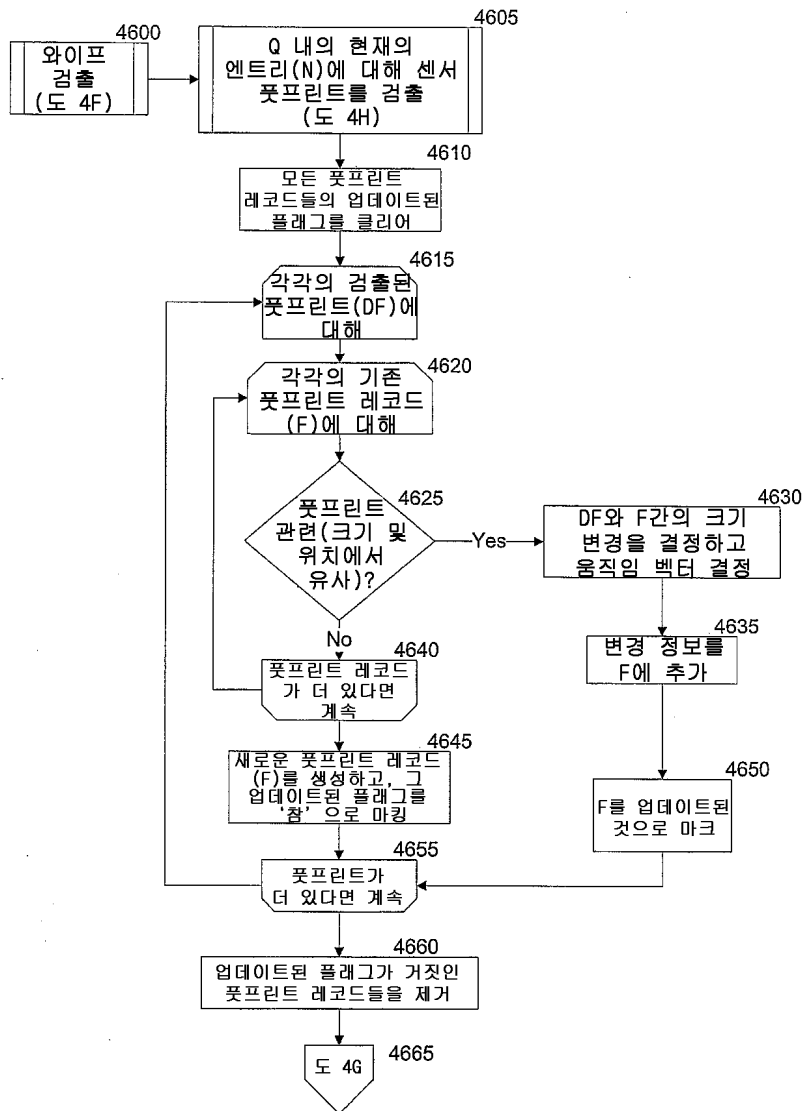 4600
와이프
검출
(도 4F)
4605
Q 내의 현재의
엔트리(N)에 대해 센서
풋프린트를 검출
(도 4H)
4610
모든 풋프린트
레코드들의 업데이트된
플래그를 클리어
4615
각각의 검출된
풋프린트(DF)에
대해
4620
각각의 기존
풋프린트 레코드
(F)에 대해
4625
풋프린트
관련(크기 및
위치에서
유사)?
Yes
No
4630
DF와 F간의 크기
변경을 결정하고
움직임 벡터 결정
4635
변경 정보를
F에 추가
4640
풋프린트 레코드
가 더 있다면
계속
4645
새로운 풋프린트 레코드
(F)를 생성하고, 그
업데이트된 플래그를
'참' 으로 마킹
4650
F를 업데이트된
것으로 마크
4655
풋프린트가
더 있다면 계속
4660
업데이트된 플래그가 거짓인
풋프린트 레코드들을 제거
도 4G
4665